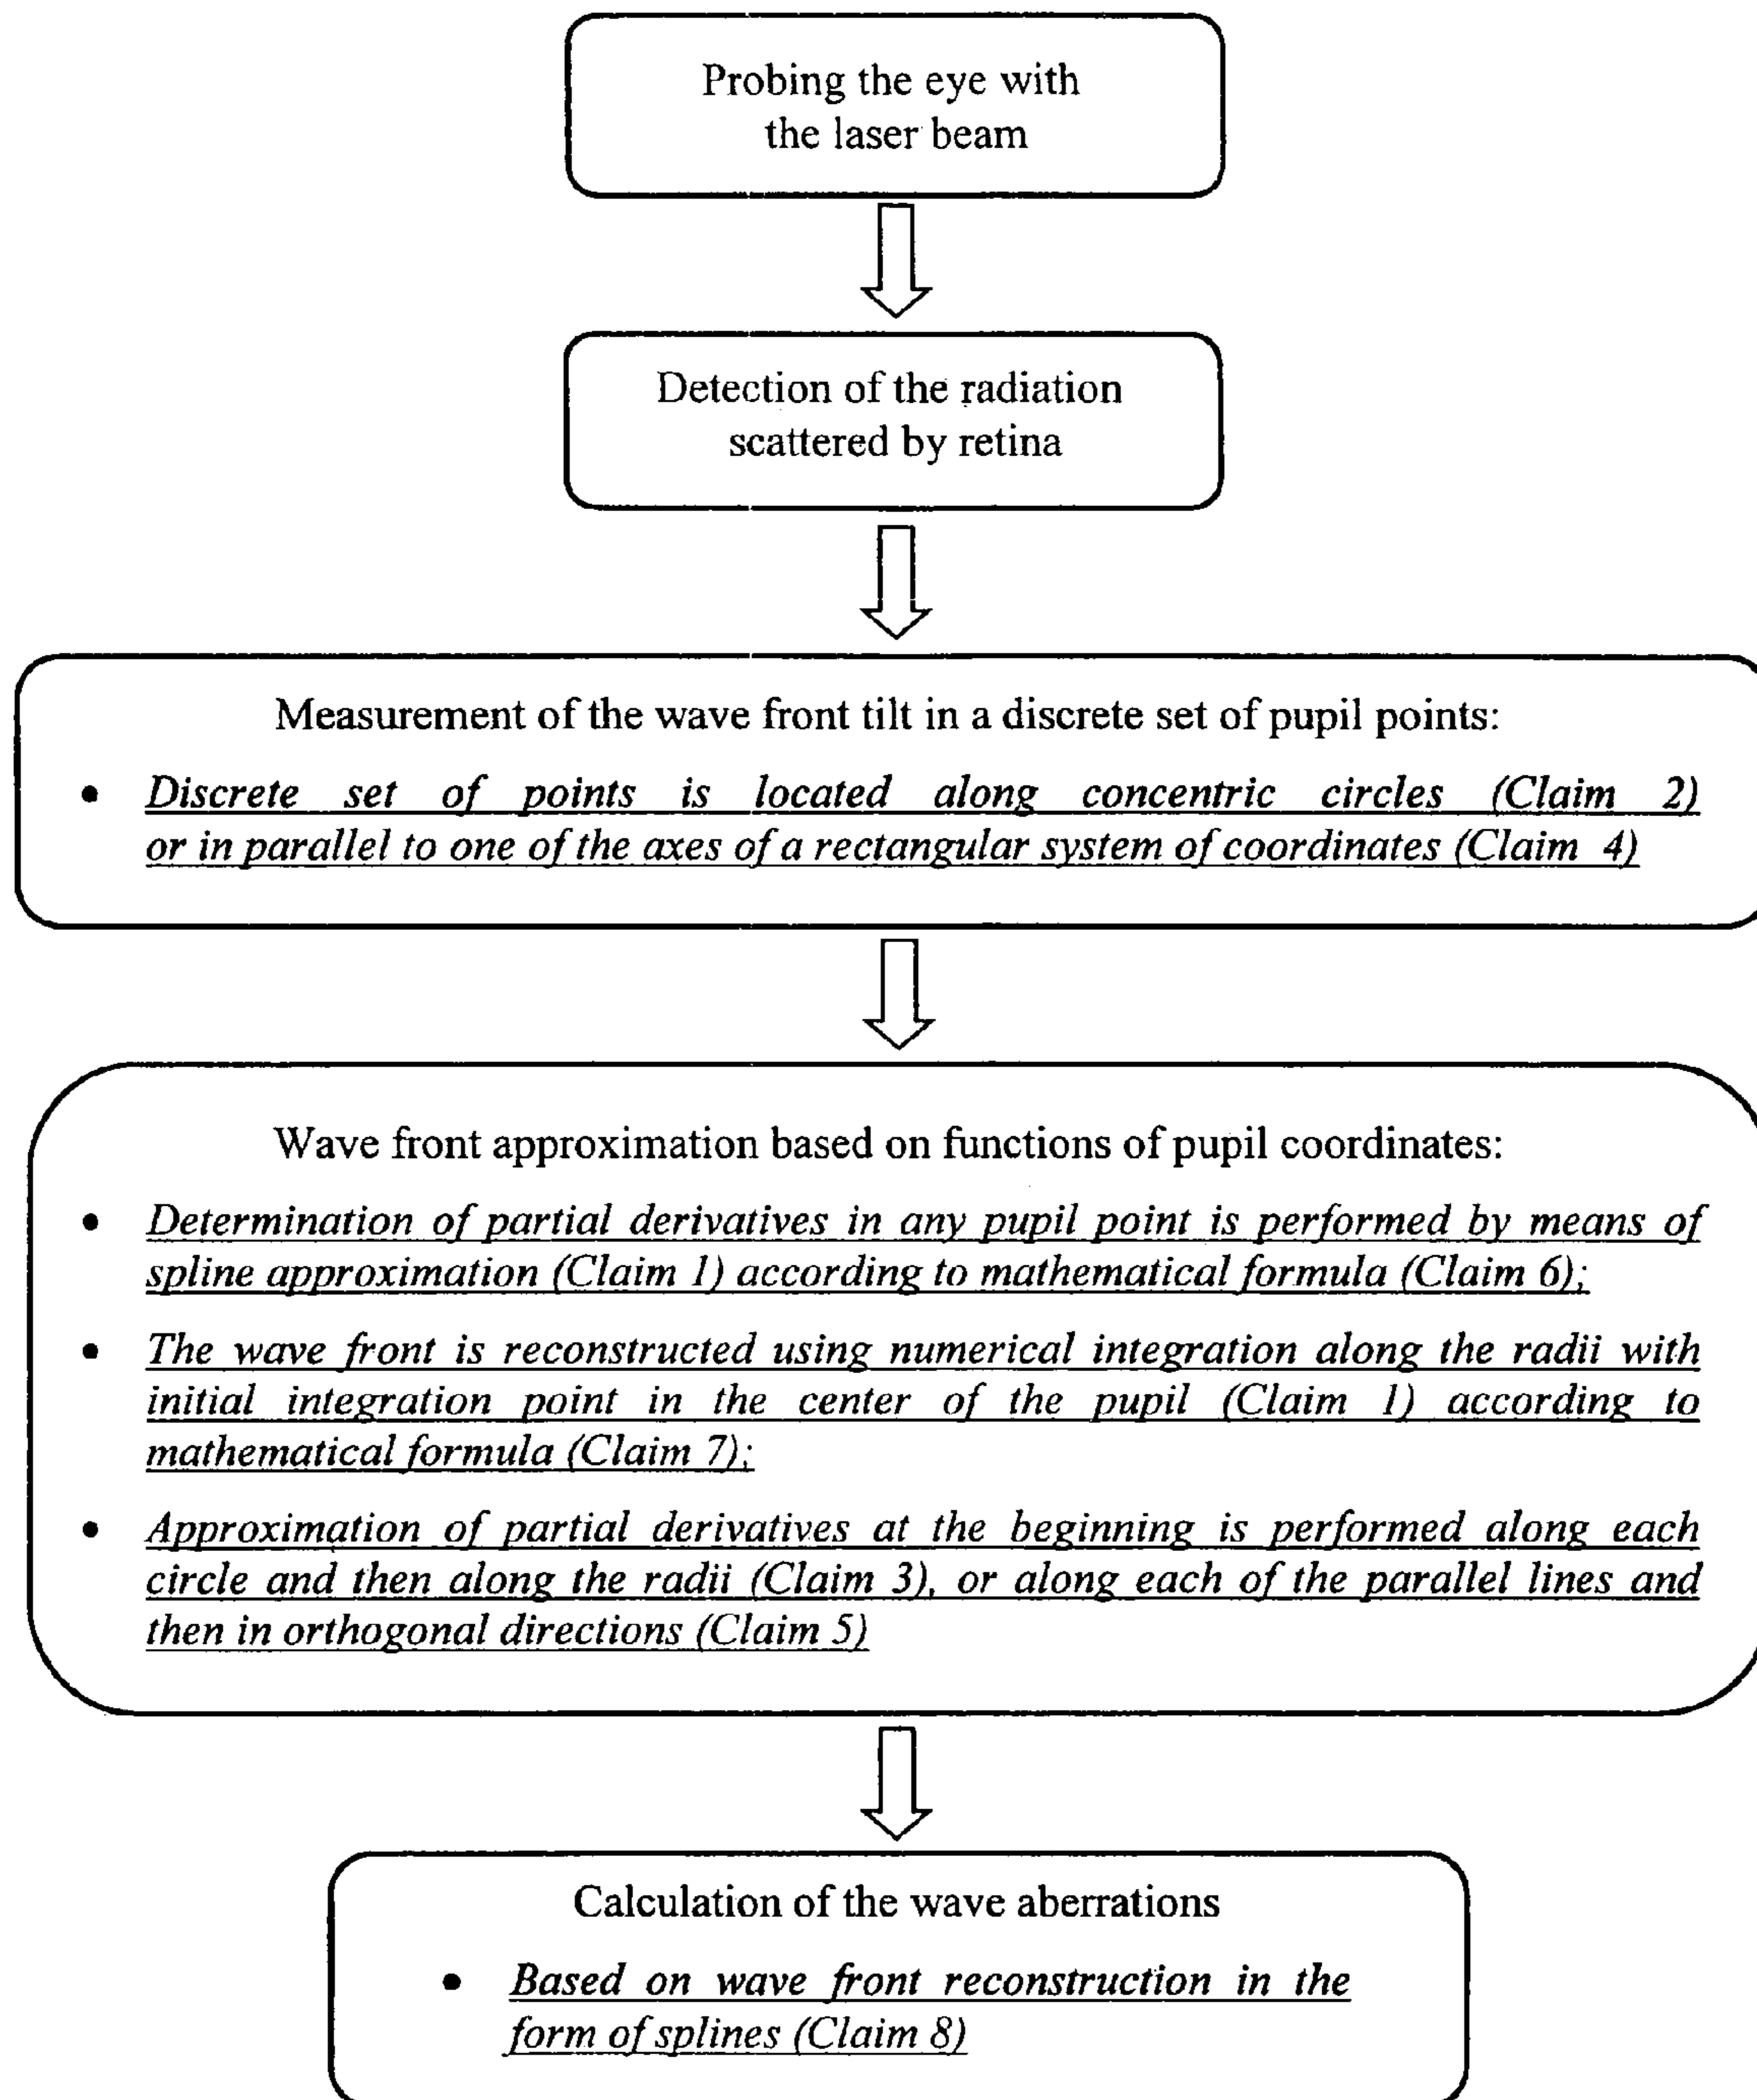 Probing the eye with
the laser beam
Detection of the radiation
scattered by retina
Measurement of the wave front tilt in a discrete set of pupil points:
• Discrete set of points is located along concentric circles (Claim 2)
or in parallel to one of the axes of a rectangular system of coordinates (Claim 4)
Wave front approximation based on functions of pupil coordinates:
• Determination of partial derivatives in any pupil point is performed by means of
spline approximation (Claim 1) according to mathematical formula (Claim 6);
• The wave front is reconstructed using numerical integration along the radii with
initial integration point in the center of the pupil (Claim 1) according to
mathematical formula (Claim 7);
• Approximation of partial derivatives at the beginning is performed along each
circle and then along the radii (Claim 3), or along each of the parallel lines and
then in orthogonal directions (Claim 5)
Calculation of the wave aberrations
• Based on wave front reconstruction in the
form of splines (Claim 8)